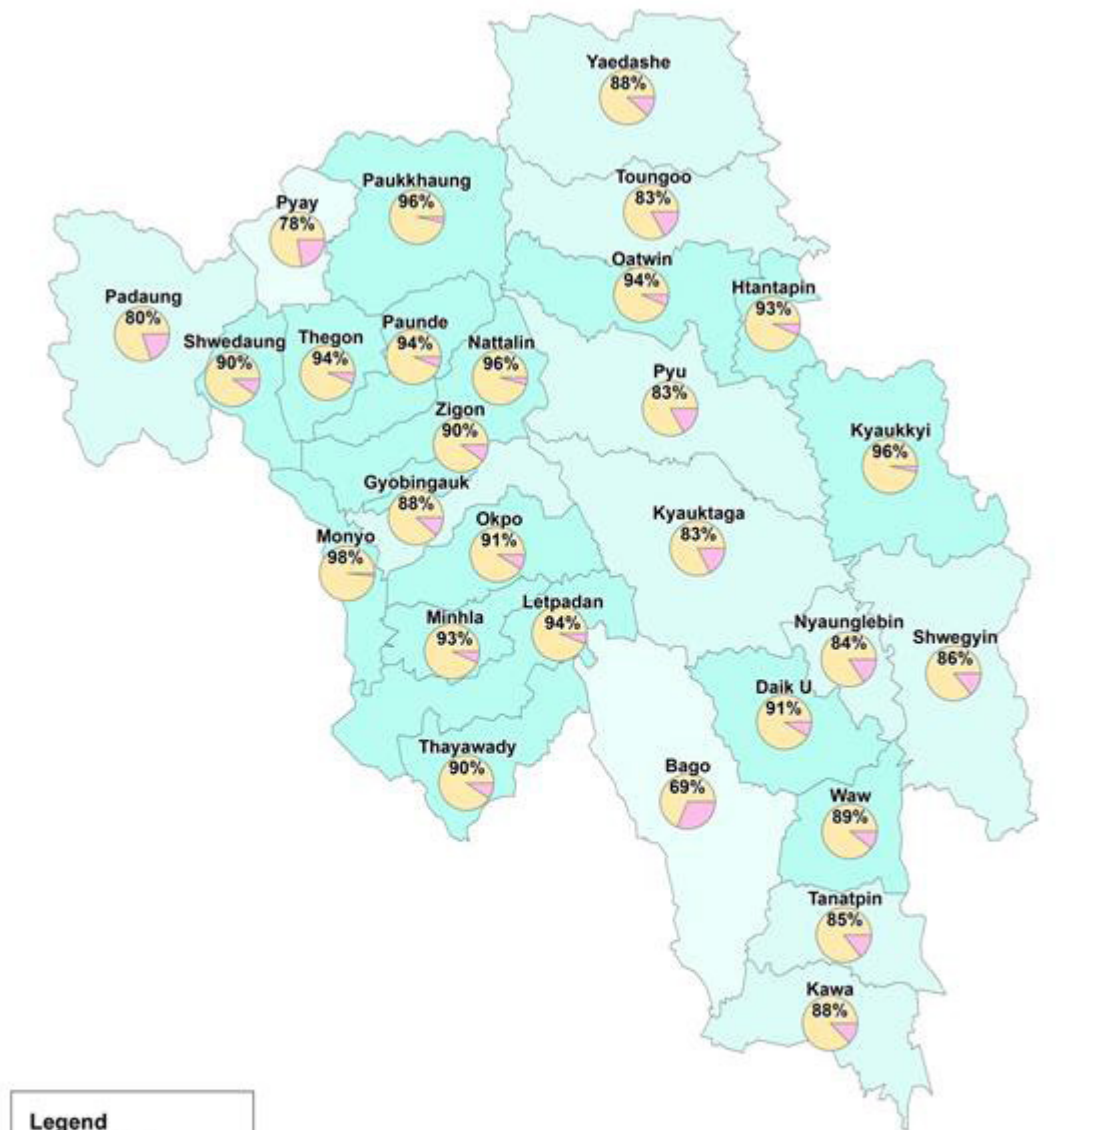 Yaedashe
88%
Toungoo
83%
Paukkhaung
96%
Pyay
78%
Oatwin
94%
Htantapin
93%
Padaung
80%
Shwedaung
90%
Thegon
94%
Paunde
94%
Nattalin
96%
Pyu
83%
Zigon
90%
Kyaukkyi
96%
Gyobingauk
88%
Okpo
91%
Kyauktaga
83%
Monyo
98%
Minhla
93%
Letpadan
94%
Nyaunglebin
84%
Shwegyin
86%
Daik U
91%
Thayawady
90%
Bago
69%
Waw
89%
Tanatpin
85%
Kawa
88%
Legend